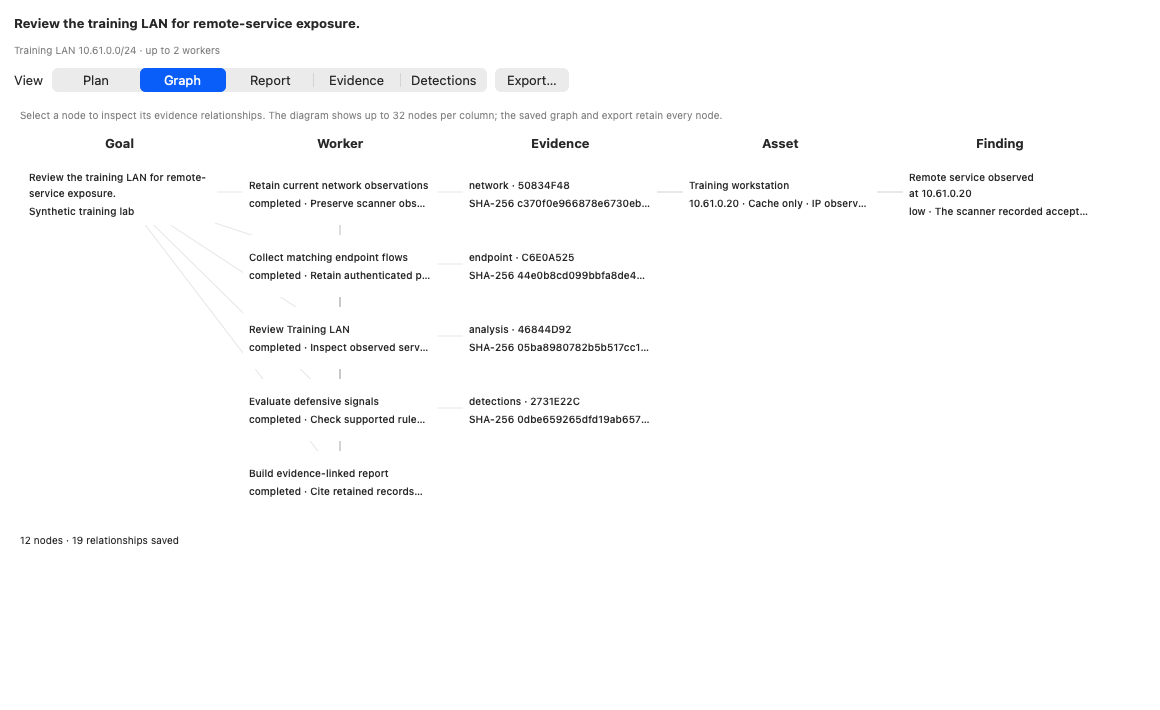 Review the training LAN for remote-service exposure.
Training LAN 10.61.0.0/24 · up to 2 workers
View Plan Graph Report Evidence Detections Export...
Select a node to inspect its evidence relationships. The diagram shows up to 32 nodes per column; the saved graph and export retain every node.
Goal Worker Evidence Asset Finding
Review the training LAN for remote-
service exposure.
Synthetic training lab
Retain current network observations
completed · Preserve scanner obs...
network · 50834F48
SHA-256 c370f0e966878e6730eb...
Training workstation
10.61.0.20 · Cache only · IP observ...
Remote service observed
at 10.61.0.20
low · The scanner recorded accept...
Collect matching endpoint flows
completed · Retain authenticated p...
endpoint · C6E0A525
SHA-256 44e0b8cd099bbfa8de4...
Review Training LAN
completed · Inspect observed serv...
analysis · 46844D92
SHA-256 05ba8980782b5b517cc1...
Evaluate defensive signals
completed · Check supported rule...
detections · 2731E22C
SHA-256 0dbe659265dfd19ab657...
Build evidence-linked report
completed · Cite retained records...
12 nodes · 19 relationships saved